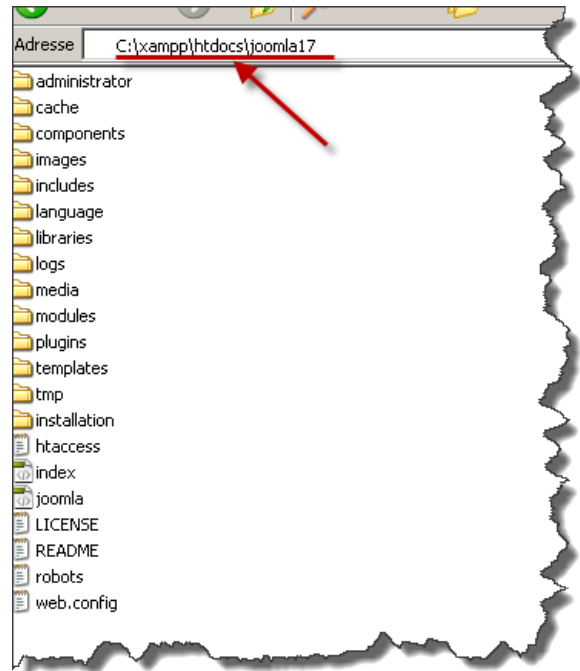 Adresse C:\xampp\htdocs\joomla17
administrator
cache
components
images
includes
language
libraries
logs
media
modules
plugins
templates
tmp
installation
htaccess
index
joomla
LICENSE
README
robots
web.config